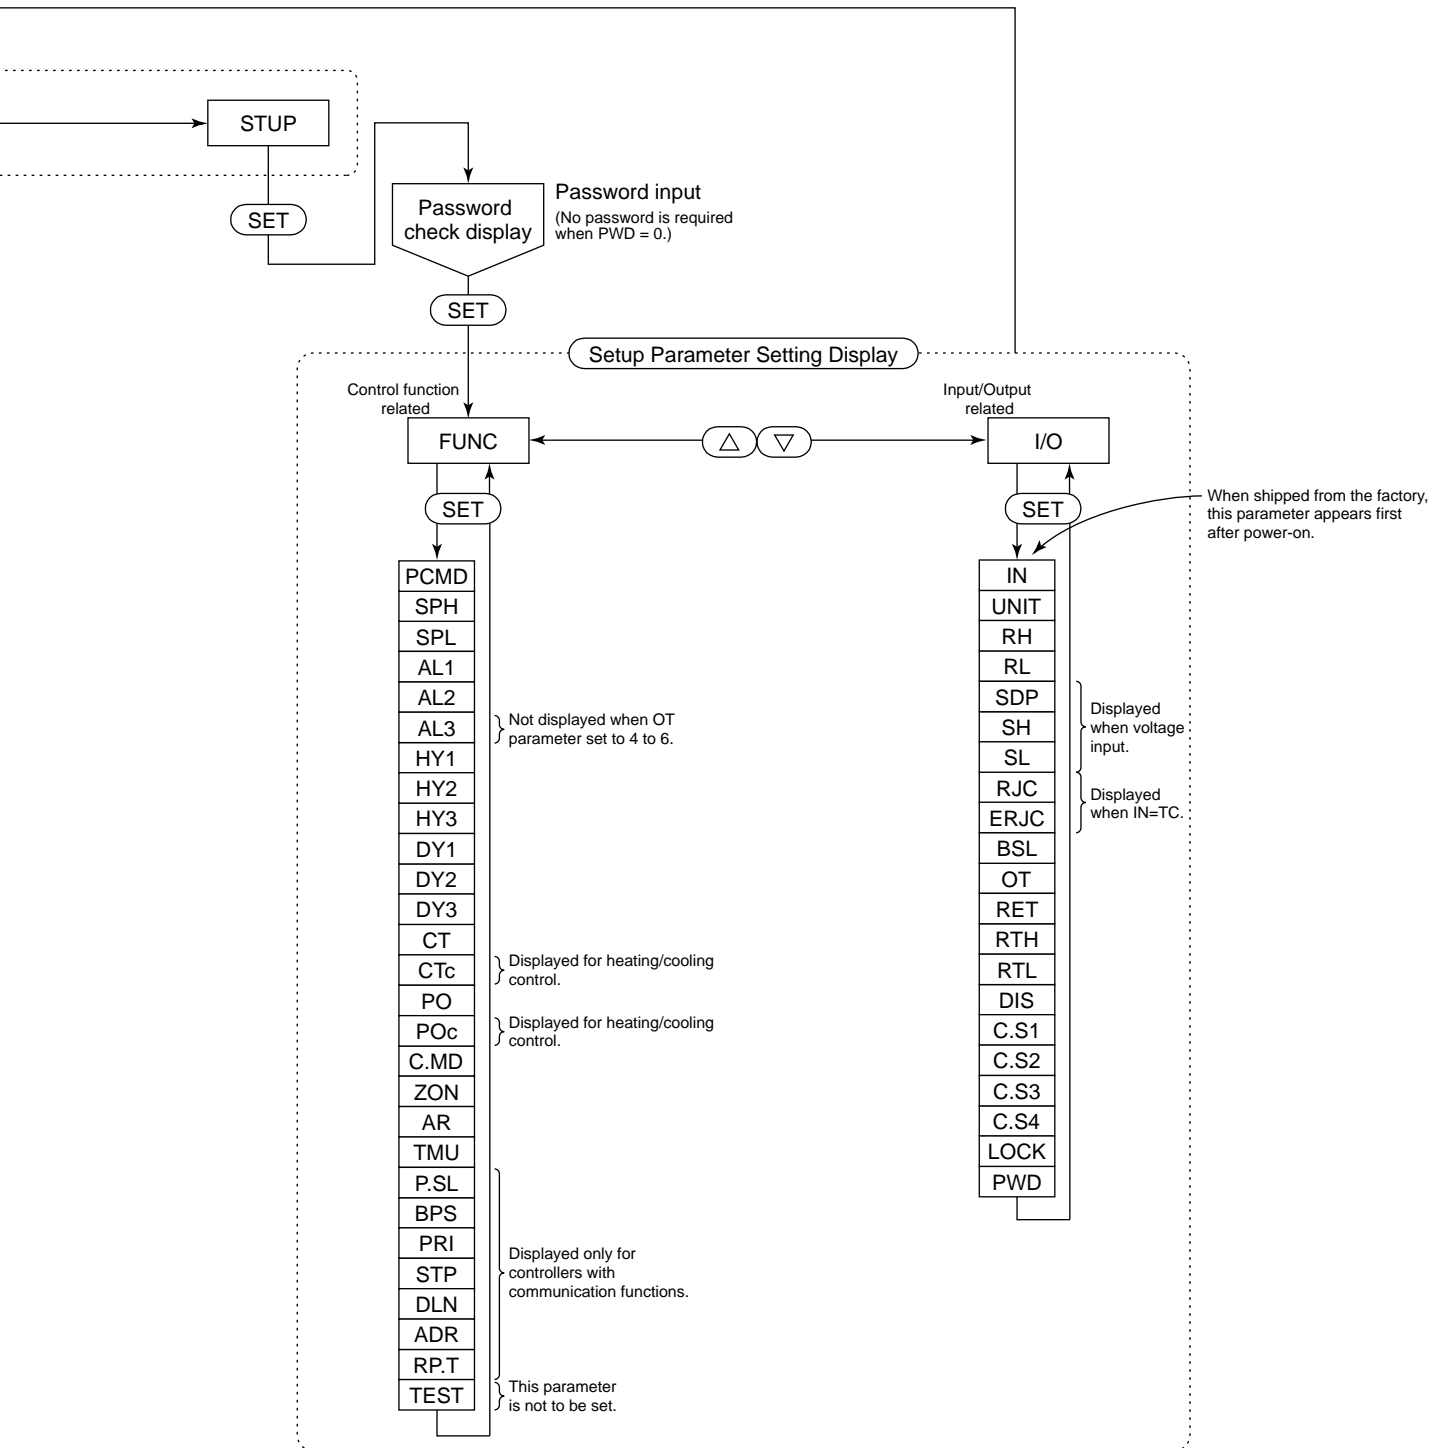 STUP
SET
Password
check display
Password input
(No password is required
when PWD = 0.)
SET
Setup Parameter Setting Display
Control function
related
FUNC
Input/Output
related
I/O
SET
SET
When shipped from the factory,
this parameter appears first
after power-on.
PCMD
SPH
SPL
AL1
AL2
AL3
Not displayed when OT
parameter set to 4 to 6.
HY1
HY2
HY3
DY1
DY2
DY3
CT
CTc
Displayed for heating/cooling
control.
PO
POc
Displayed for heating/cooling
control.
C.MD
ZON
AR
TMU
P.SL
BPS
PRI
STP
DLN
ADR
RP.T
Displayed only for
controllers with
communication functions.
TEST
This parameter
is not to be set.
IN
UNIT
RH
RL
SDP
SH
SL
Displayed
when voltage
input.
RJC
ERJC
Displayed
when IN=TC.
BSL
OT
RET
RTH
RTL
DIS
C.S1
C.S2
C.S3
C.S4
LOCK
PWD